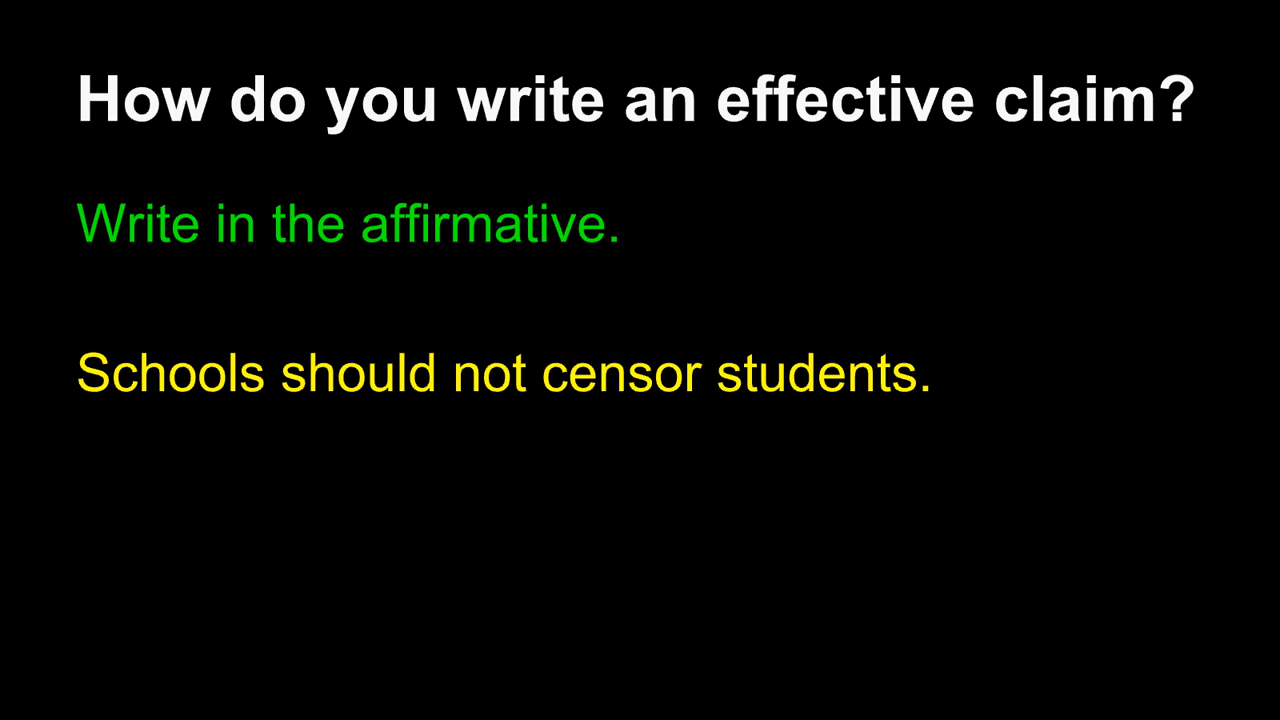 How do you write an effective claim?
Write in the affirmative.
Schools should not censor students.